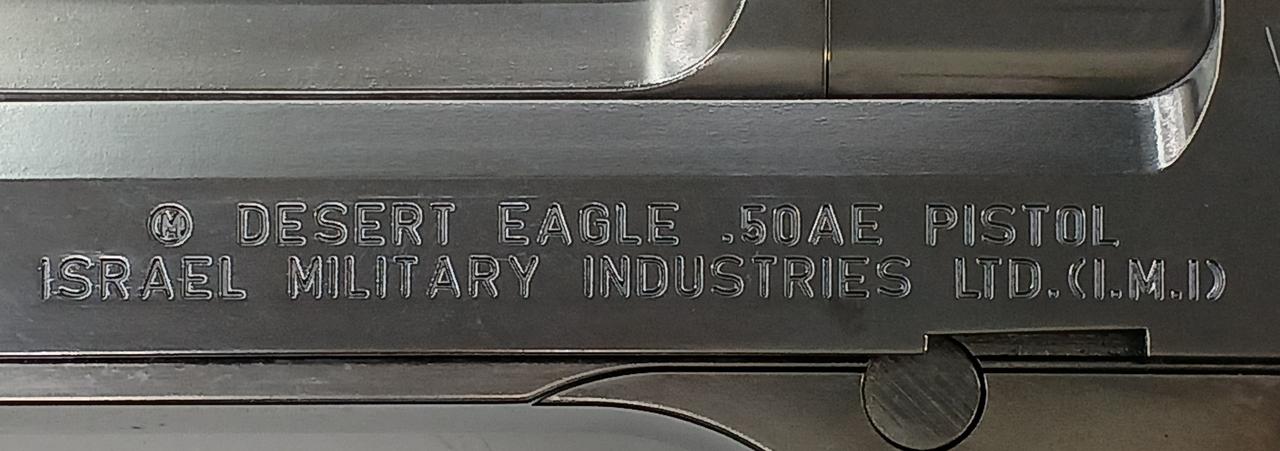 DESERT EAGLE .50AE PISTOL
ISRAEL MILITARY INDUSTRIES LTD.(I.M.I)